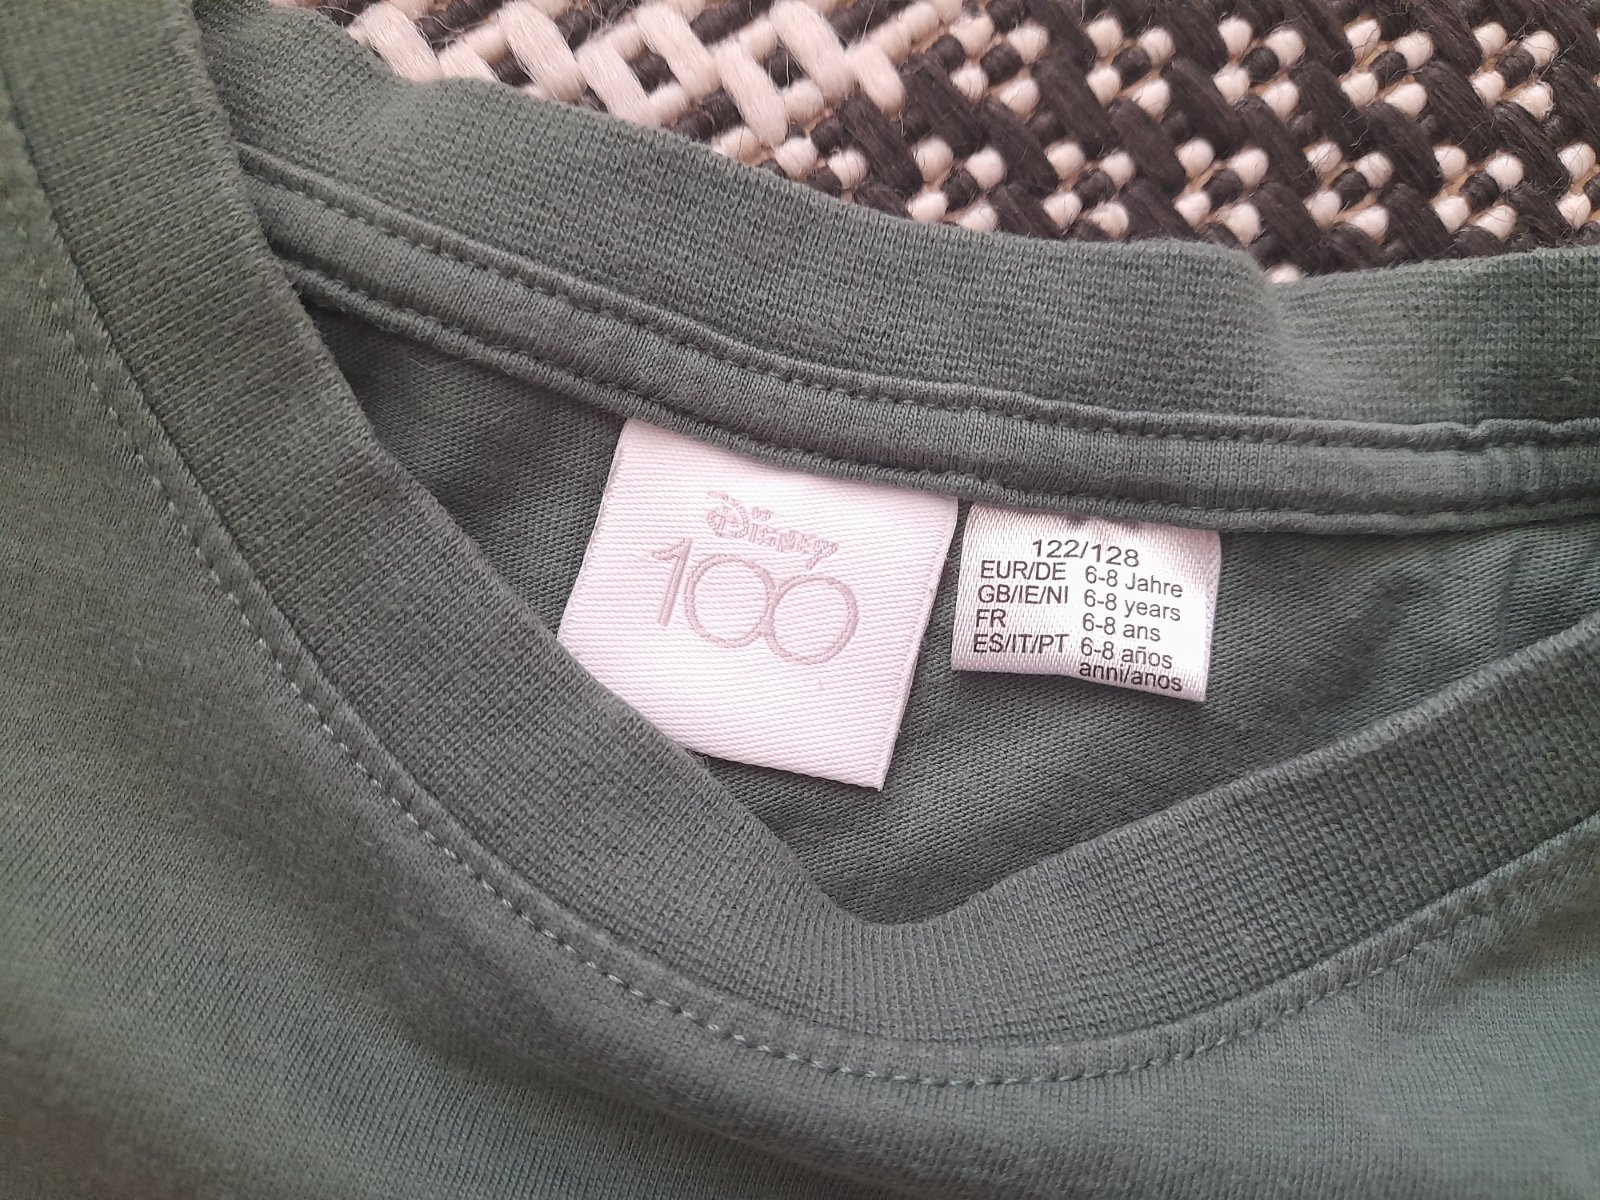 Disney
100
122/128
EUR/DE 6-8 Jahre
GB/IE/NI 6-8 years
FR 6-8 ans
ES/IT/PT 6-8 años
anni/anos